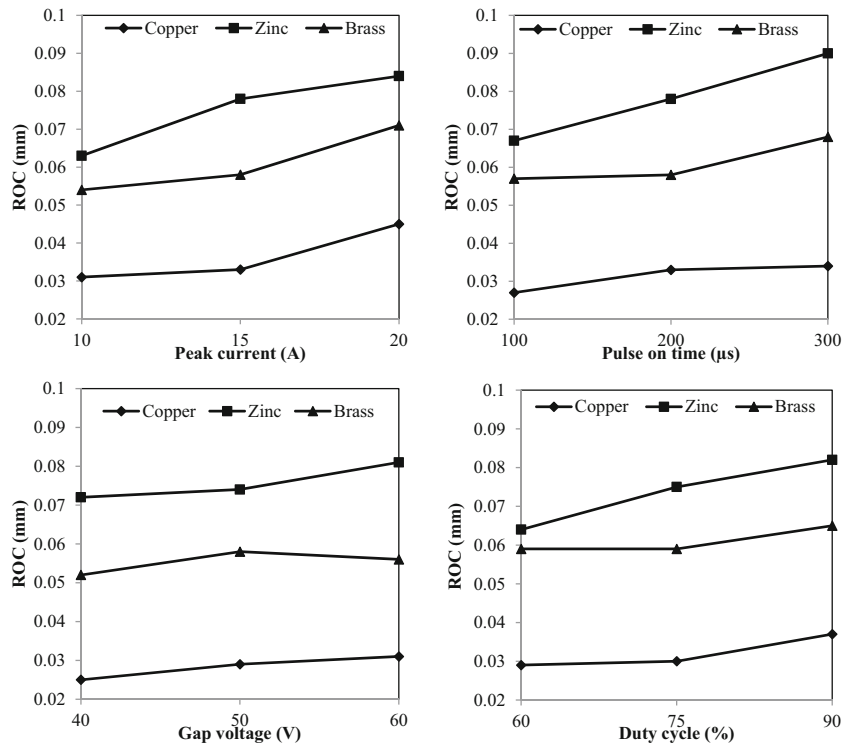 Copper Zinc Brass
0.1
0.09
0.08
0.07
0.06
0.05
0.04
0.03
0.02
ROC (mm)
10 15 20
Peak current (A)
Copper Zinc Brass
0.1
0.09
0.08
0.07
0.06
0.05
0.04
0.03
0.02
ROC (mm)
100 200 300
Pulse on time (µs)
Copper Zinc Brass
0.1
0.09
0.08
0.07
0.06
0.05
0.04
0.03
0.02
ROC (mm)
40 50 60
Gap voltage (V)
Copper Zinc Brass
0.1
0.09
0.08
0.07
0.06
0.05
0.04
0.03
0.02
ROC (mm)
60 75 90
Duty cycle (%)